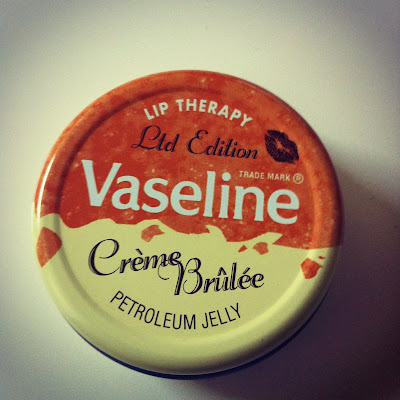 LIP THERAPY
Ltd Edition
Vaseline
TRADE MARK ®
Crème
Brûlée
PETROLEUM JELLY